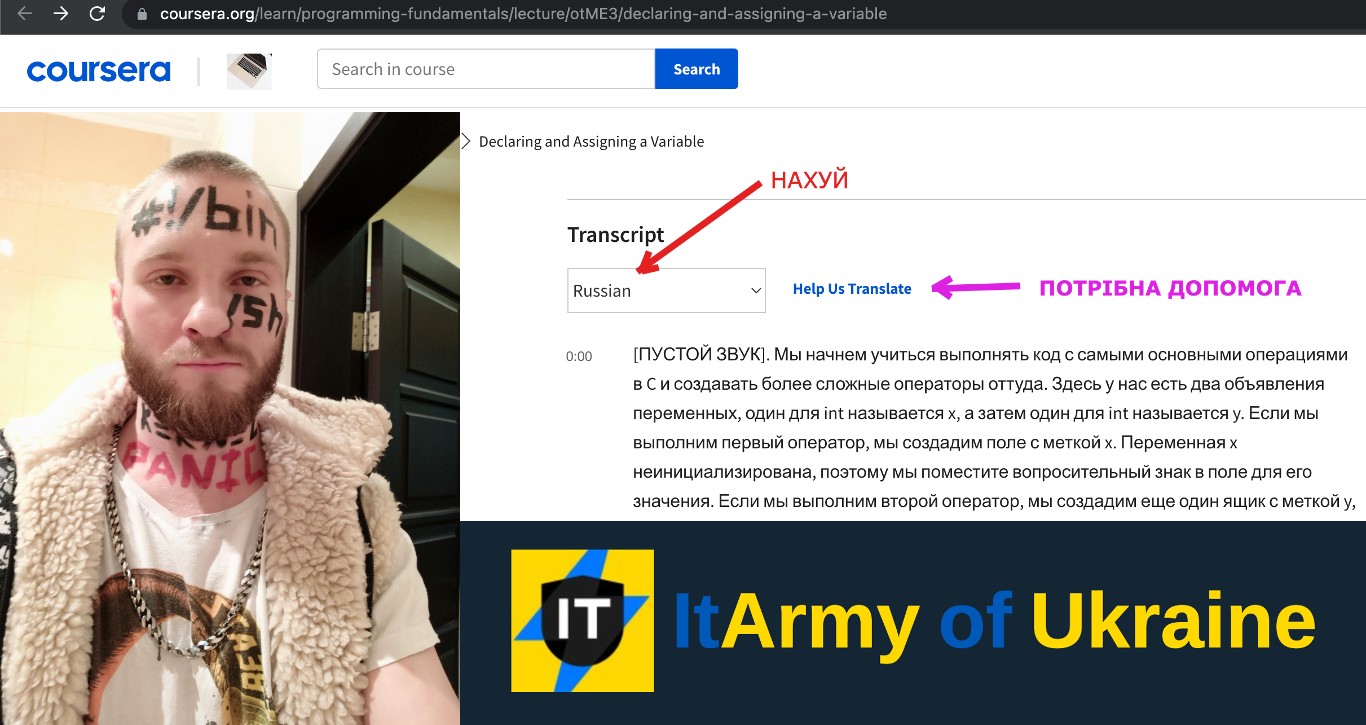 coursera.org/learn/programming-fundamentals/lecture/otME3/declaring-and-assigning-a-variable
coursera
Search in course
Search
Declaring and Assigning a Variable
НАХУЙ
Transcript
Russian
Help Us Translate
ПОТРІБНА ДОПОМОГА
0:00
[ПУСТОЙ ЗВУК]. Мы начнем учиться выполнять код с самыми основными операциями
в C и создавать более сложные операторы оттуда. Здесь у нас есть два объявления
переменных, один для int называется x, а затем один для int называется y. Если мы
выполним первый оператор, мы создадим поле с меткой x. Переменная x
неинициализирована, поэтому мы поместите вопросительный знак в поле для его
значения. Если мы выполним второй оператор, мы создадим еще один ящик с меткой y,
#!/bin
/sh
PANIC
IT
ItArmy of Ukraine